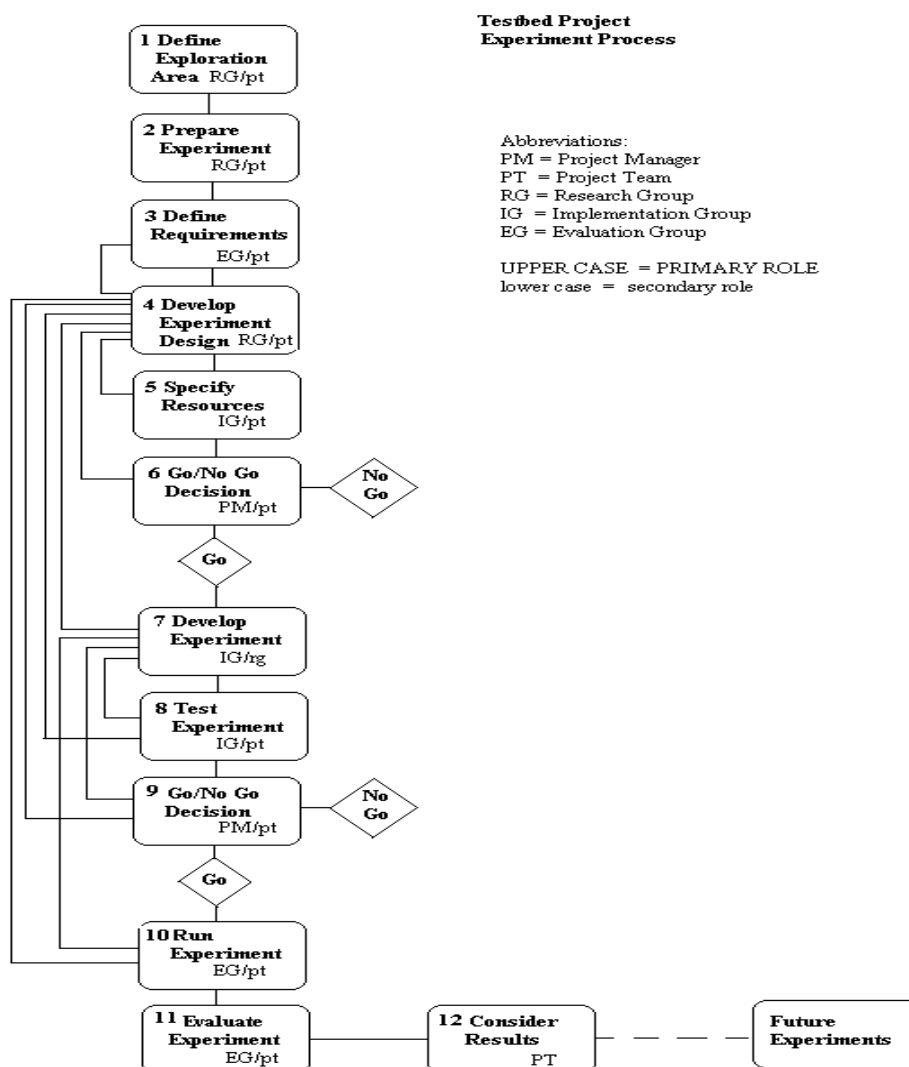 Testbed Project
Experiment Process
1 Define
Exploration
Area RG/pt
2 Prepare
Experiment
RG/pt
Abbreviations:
PM = Project Manager
PT = Project Team
RG = Research Group
IG = Implementation Group
EG = Evaluation Group
UPPER CASE = PRIMARY ROLE
lower case = secondary role
3 Define
Requirements
EG/pt
4 Develop
Experiment
Design RG/pt
5 Specify
Resources
IG/pt
6 Go/No Go
Decision
PM/pt
No
Go
Go
7 Develop
Experiment
IG/rg
8 Test
Experiment
IG/pt
9 Go/No Go
Decision
PM/pt
No
Go
Go
10 Run
Experiment
EG/pt
11 Evaluate
Experiment
EG/pt
12 Consider
Results
PT
Future
Experiments